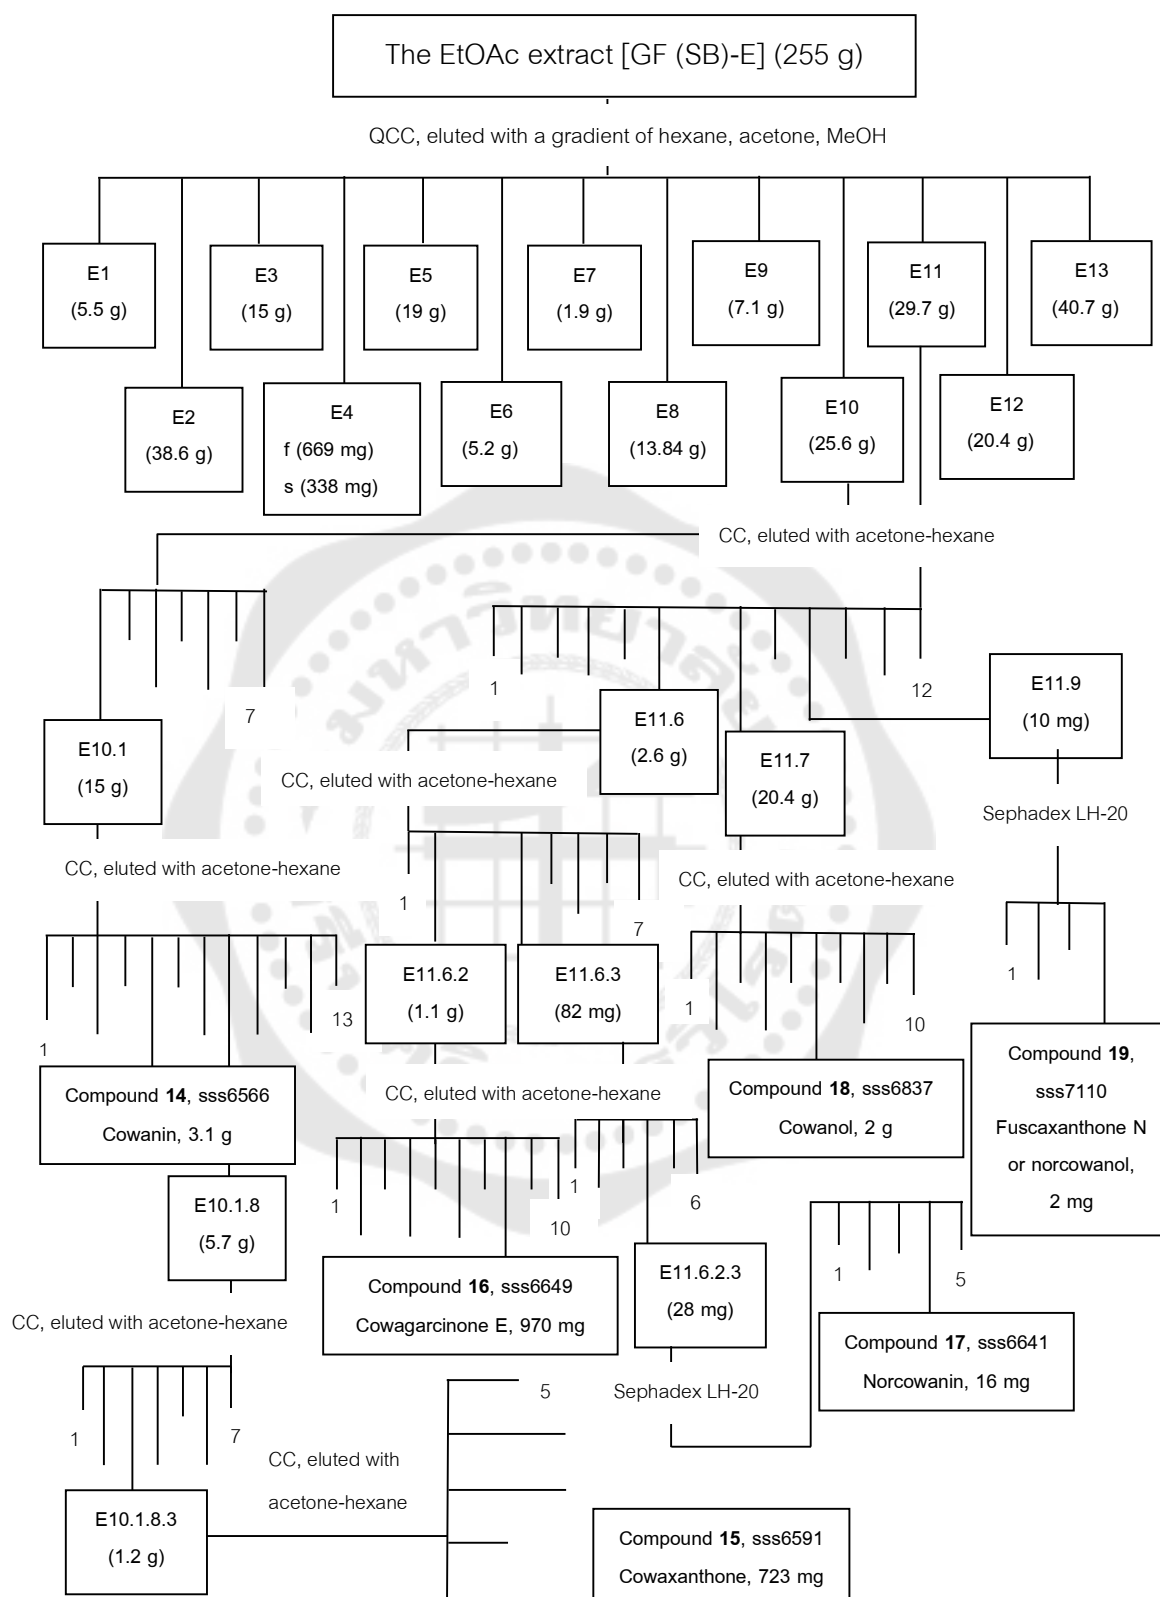 The EtOAc extract [GF (SB)-E] (255 g)
QCC, eluted with a gradient of hexane, acetone, MeOH
E1
(5.5 g)
E3
(15 g)
E5
(19 g)
E7
(1.9 g)
E9
(7.1 g)
E11
(29.7 g)
E13
(40.7 g)
E2
(38.6 g)
E4
f (669 mg)
s (338 mg)
E6
(5.2 g)
E8
(13.84 g)
E10
(25.6 g)
E12
(20.4 g)
CC, eluted with acetone-hexane
7
1
12
E10.1
(15 g)
E11.6
(2.6 g)
E11.7
(20.4 g)
E11.9
(10 mg)
CC, eluted with acetone-hexane
Sephadex LH-20
CC, eluted with acetone-hexane
CC, eluted with acetone-hexane
1
7
1
13
E11.6.2
(1.1 g)
E11.6.3
(82 mg)
1
10
1
Compound 14, sss6566
Cowanin, 3.1 g
CC, eluted with acetone-hexane
Compound 18, sss6837
Cowanol, 2 g
Compound 19,
sss7110
Fuscaxanthone N
or norcowanol,
2 mg
E10.1.8
(5.7 g)
1
10
1
6
Compound 16, sss6649
Cowagarcinone E, 970 mg
E11.6.2.3
(28 mg)
1
5
CC, eluted with acetone-hexane
Compound 17, sss6641
Norcowanin, 16 mg
1
7
5
Sephadex LH-20
CC, eluted with
acetone-hexane
E10.1.8.3
(1.2 g)
Compound 15, sss6591
Cowaxanthone, 723 mg